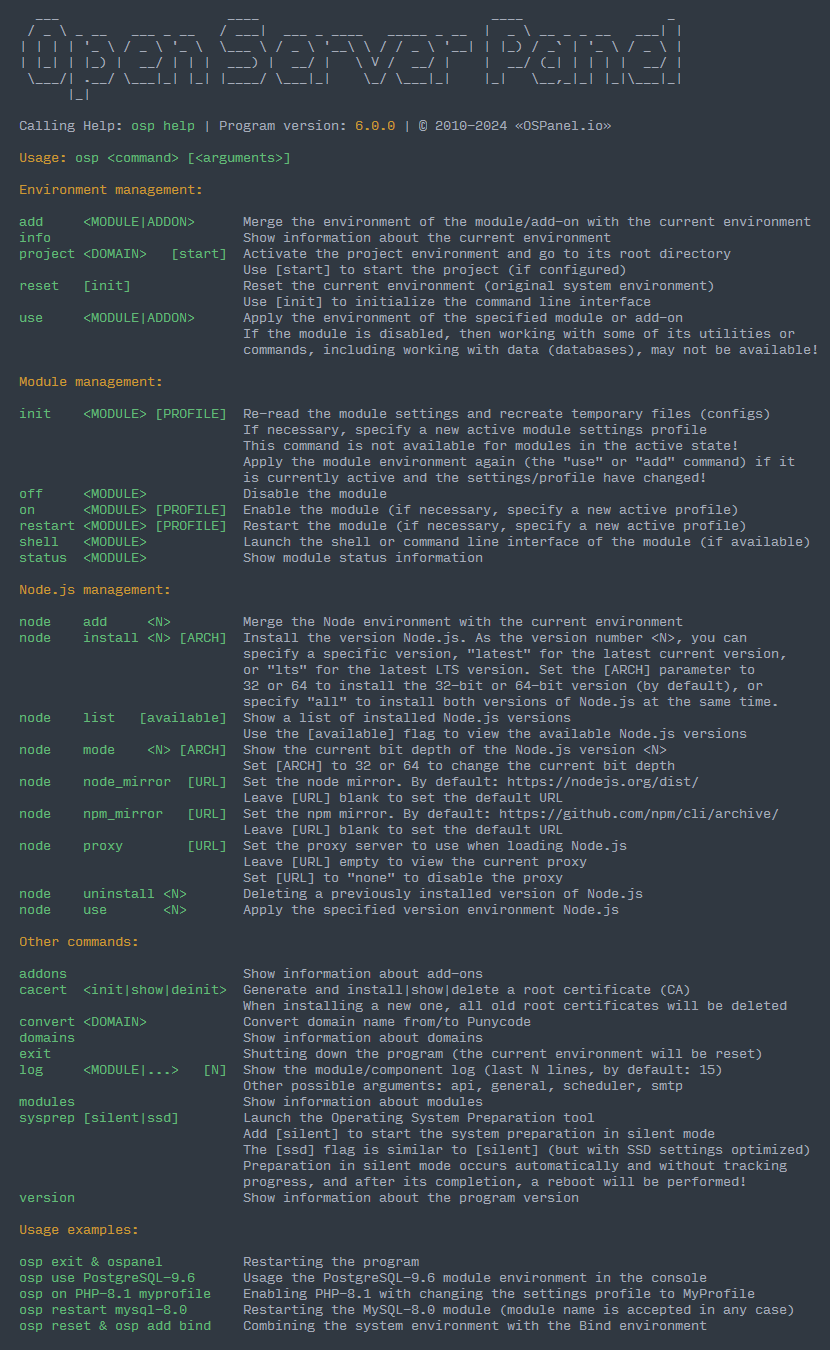 Open Server Panel
Calling Help: osp help | Program version: 6.0.0 | © 2010-2024 «OSPanel.io»
Usage: osp <command> [<arguments>]
Environment management:
add     <MODULE|ADDON>      Merge the environment of the module/add-on with the current environment
info                        Show information about the current environment
project <DOMAIN>   [start]  Activate the project environment and go to its root directory
                            Use [start] to start the project (if configured)
reset   [init]              Reset the current environment (original system environment)
                            Use [init] to initialize the command line interface
use     <MODULE|ADDON>      Apply the environment of the specified module or add-on
                            If the module is disabled, then working with some of its utilities or
                            commands, including working with data (databases), may not be available!
Module management:
init    <MODULE> [PROFILE]  Re-read the module settings and recreate temporary files (configs)
                            If necessary, specify a new active module settings profile
                            This command is not available for modules in the active state!
                            Apply the module environment again (the "use" or "add" command) if it
                            is currently active and the settings/profile have changed!
off     <MODULE>            Disable the module
on      <MODULE> [PROFILE]  Enable the module (if necessary, specify a new active profile)
restart <MODULE> [PROFILE]  Restart the module (if necessary, specify a new active profile)
shell   <MODULE>            Launch the shell or command line interface of the module (if available)
status  <MODULE>            Show module status information
Node.js management:
node    add     <N>         Merge the Node environment with the current environment
node    install <N> [ARCH]  Install the version Node.js. As the version number <N>, you can
                            specify a specific version, "latest" for the latest current version,
                            or "lts" for the latest LTS version. Set the [ARCH] parameter to
                            32 or 64 to install the 32-bit or 64-bit version (by default), or
                            specify "all" to install both versions of Node.js at the same time.
node    list   [available]  Show a list of installed Node.js versions
                            Use the [available] flag to view the available Node.js versions
node    mode    <N> [ARCH]  Show the current bit depth of the Node.js version <N>
                            Set [ARCH] to 32 or 64 to change the current bit depth
node    node_mirror  [URL]  Set the node mirror. By default: https://nodejs.org/dist/
                            Leave [URL] blank to set the default URL
node    npm_mirror   [URL]  Set the npm mirror. By default: https://github.com/npm/cli/archive/
                            Leave [URL] blank to set the default URL
node    proxy        [URL]  Set the proxy server to use when loading Node.js
                            Leave [URL] empty to view the current proxy
                            Set [URL] to "none" to disable the proxy
node    uninstall <N>       Deleting a previously installed version of Node.js
node    use       <N>       Apply the specified version environment Node.js
Other commands:
addons                      Show information about add-ons
cacert  <init|show|deinit>  Generate and install|show|delete a root certificate (CA)
                            When installing a new one, all old root certificates will be deleted
convert <DOMAIN>            Convert domain name from/to Punycode
domains                     Show information about domains
exit                        Shutting down the program (the current environment will be reset)
log     <MODULE|...>   [N]  Show the module/component log (last N lines, by default: 15)
                            Other possible arguments: api, general, scheduler, smtp
modules                     Show information about modules
sysprep [silent|ssd]        Launch the Operating System Preparation tool
                            Add [silent] to start the system preparation in silent mode
                            The [ssd] flag is similar to [silent] (but with SSD settings optimized)
                            Preparation in silent mode occurs automatically and without tracking
                            progress, and after its completion, a reboot will be performed!
version                     Show information about the program version
Usage examples:
osp exit & ospanel          Restarting the program
osp use PostgreSQL-9.6      Usage the PostgreSQL-9.6 module environment in the console
osp on PHP-8.1 myprofile    Enabling PHP-8.1 with changing the settings profile to MyProfile
osp restart mysql-8.0       Restarting the MySQL-8.0 module (module name is accepted in any case)
osp reset & osp add bind    Combining the system environment with the Bind environment